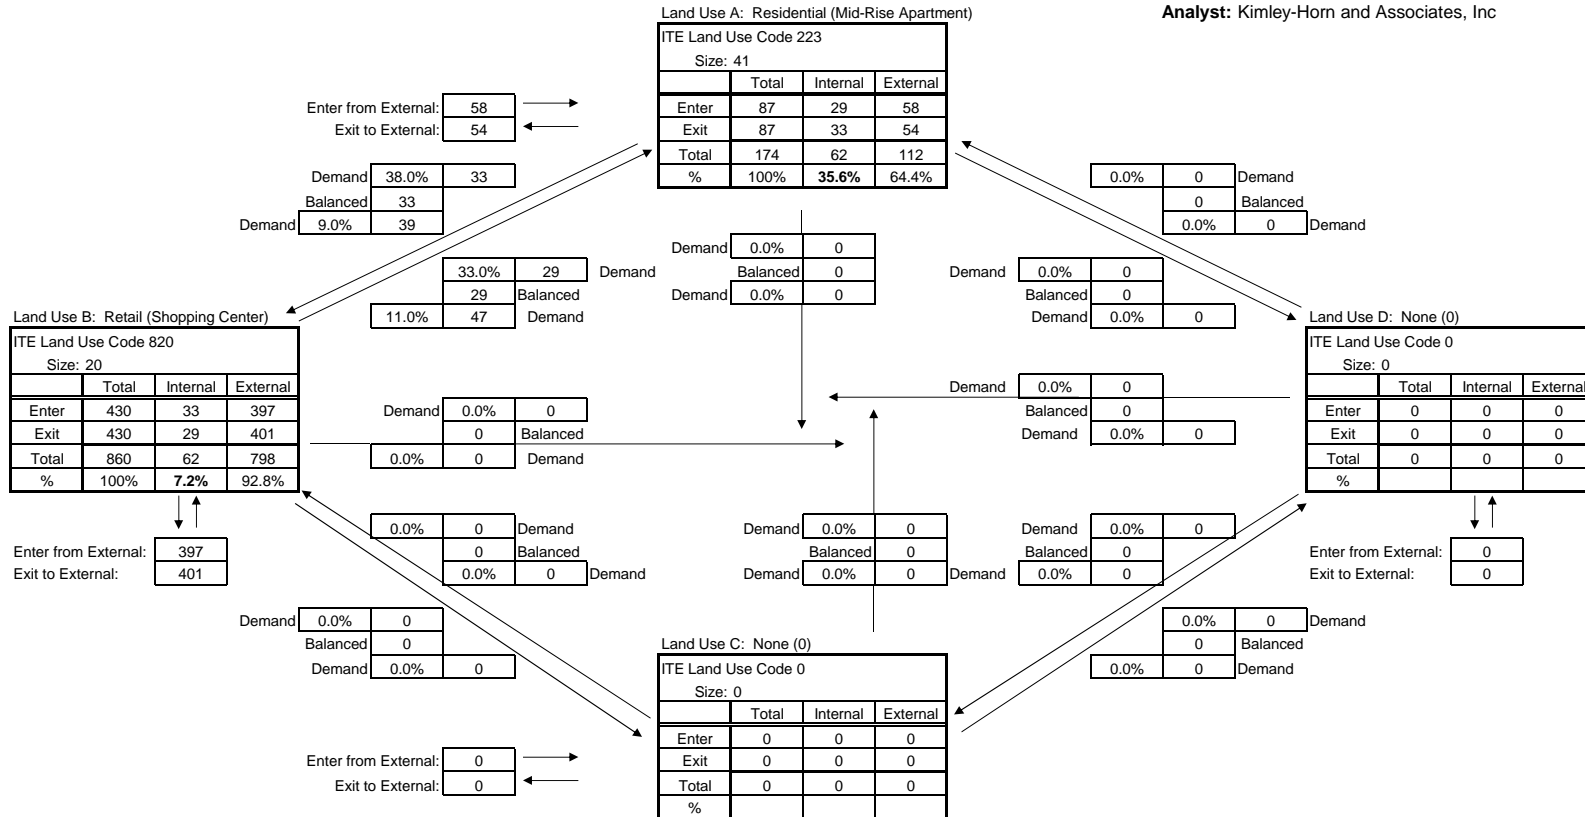 Land Use A: Residential (Mid-Rise Apartment)
Analyst: Kimley-Horn and Associates, Inc
ITE Land Use Code 223
Size: 41
Total Internal External
Enter 87 29 58
Exit 87 33 54
Total 174 62 112
% 100% 35.6% 64.4%
Enter from External: 58
Exit to External: 54
Demand 38.0% 33
Balanced 33
Demand 9.0% 39
0.0% 0 Demand
0 Balanced
0.0% 0 Demand
Demand 0.0% 0
Balanced 0
Demand 0.0% 0
33.0% 29 Demand
29 Balanced
11.0% 47 Demand
Demand 0.0% 0
Balanced 0
Demand 0.0% 0
Land Use B: Retail (Shopping Center)
ITE Land Use Code 820
Size: 20
Total Internal External
Enter 430 33 397
Exit 430 29 401
Total 860 62 798
% 100% 7.2% 92.8%
Land Use D: None (0)
ITE Land Use Code 0
Size: 0
Total Internal External
Enter 0 0 0
Exit 0 0 0
Total 0 0 0
%
Demand 0.0% 0
0 Balanced
0.0% 0 Demand
Demand 0.0% 0
Balanced 0
Demand 0.0% 0
Enter from External: 397
Exit to External: 401
0.0% 0 Demand
0 Balanced
0.0% 0 Demand
Demand 0.0% 0
Balanced 0
Demand 0.0% 0
Demand 0.0% 0
Balanced 0
Demand 0.0% 0
Enter from External: 0
Exit to External: 0
Demand 0.0% 0
Balanced 0
Demand 0.0% 0
0.0% 0 Demand
0 Balanced
0.0% 0 Demand
Land Use C: None (0)
ITE Land Use Code 0
Size: 0
Total Internal External
Enter 0 0 0
Exit 0 0 0
Total 0 0 0
%
Enter from External: 0
Exit to External: 0